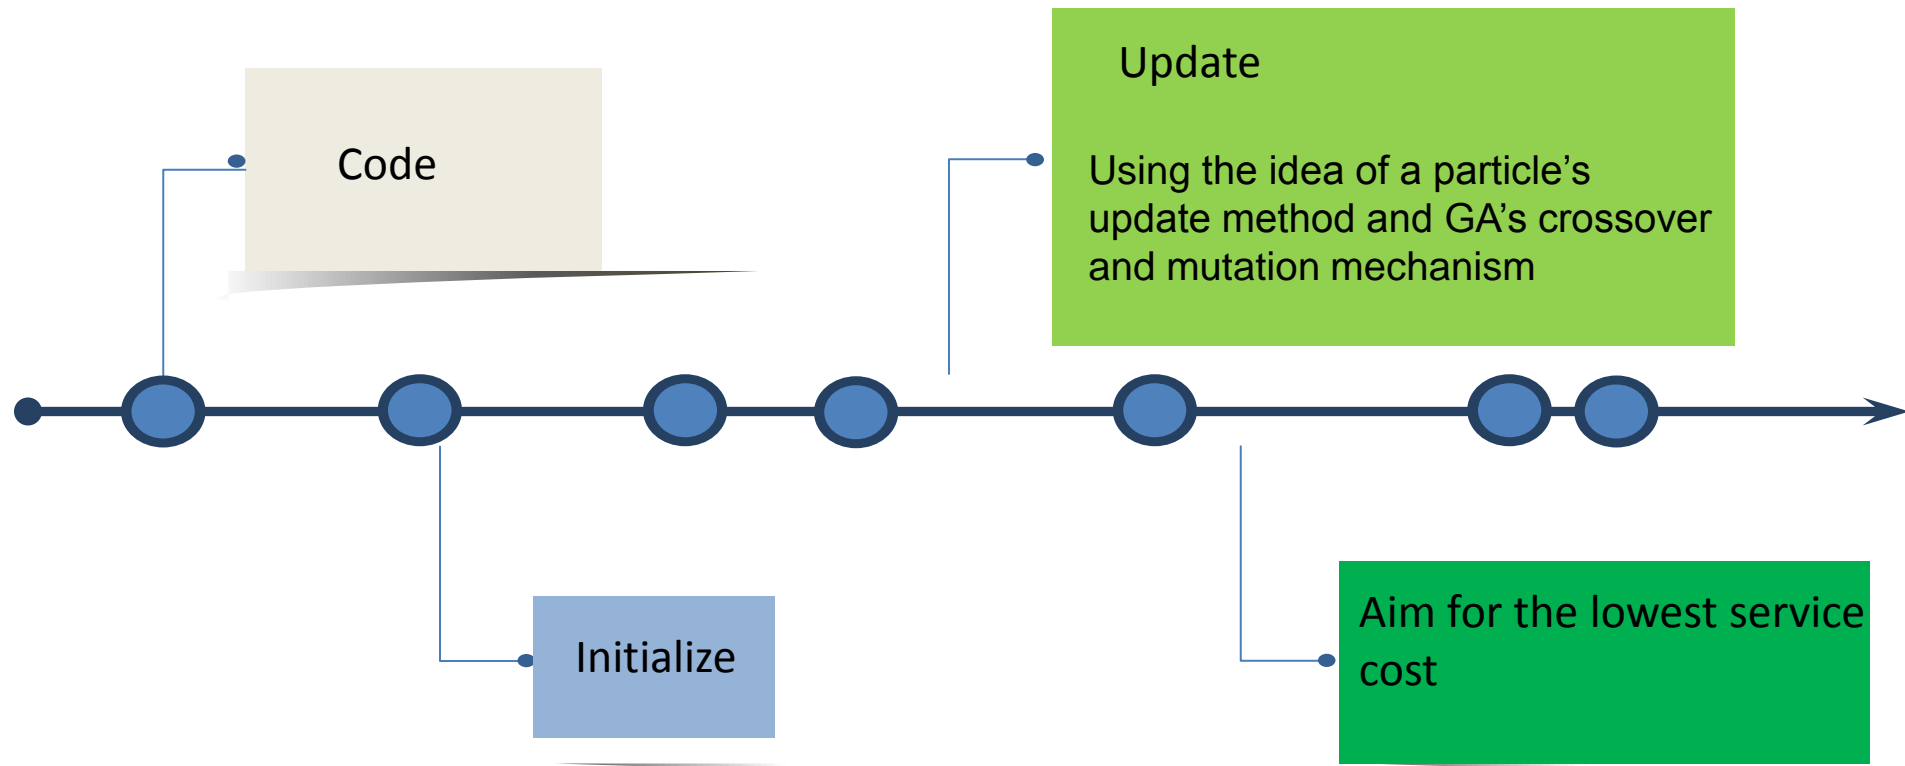 Code
Update
Using the idea of a particle’s
update method and GA’s crossover
and mutation mechanism
Initialize
Aim for the lowest service
cost